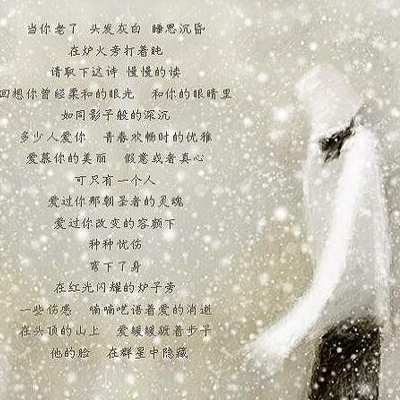 当你老了 头发灰白 睡思沉昏
在炉火旁打着盹
请取下这诗 慢慢的读
回想你曾经柔和的眼光 和你的眼睛里
如同影子般的深沉
多少人爱你 青春欢畅时的优雅
爱慕你的美丽 假意或者真心
可只有一个人
爱过你那朝圣者的灵魂
爱过你改变的容颜下
种种忧伤
弯下了身
在红光闪耀的炉子旁
一些伤感 喃喃呓语着爱的消逝
在头顶的山上 爱缓缓踱着步子
他的脸 在群星中隐藏